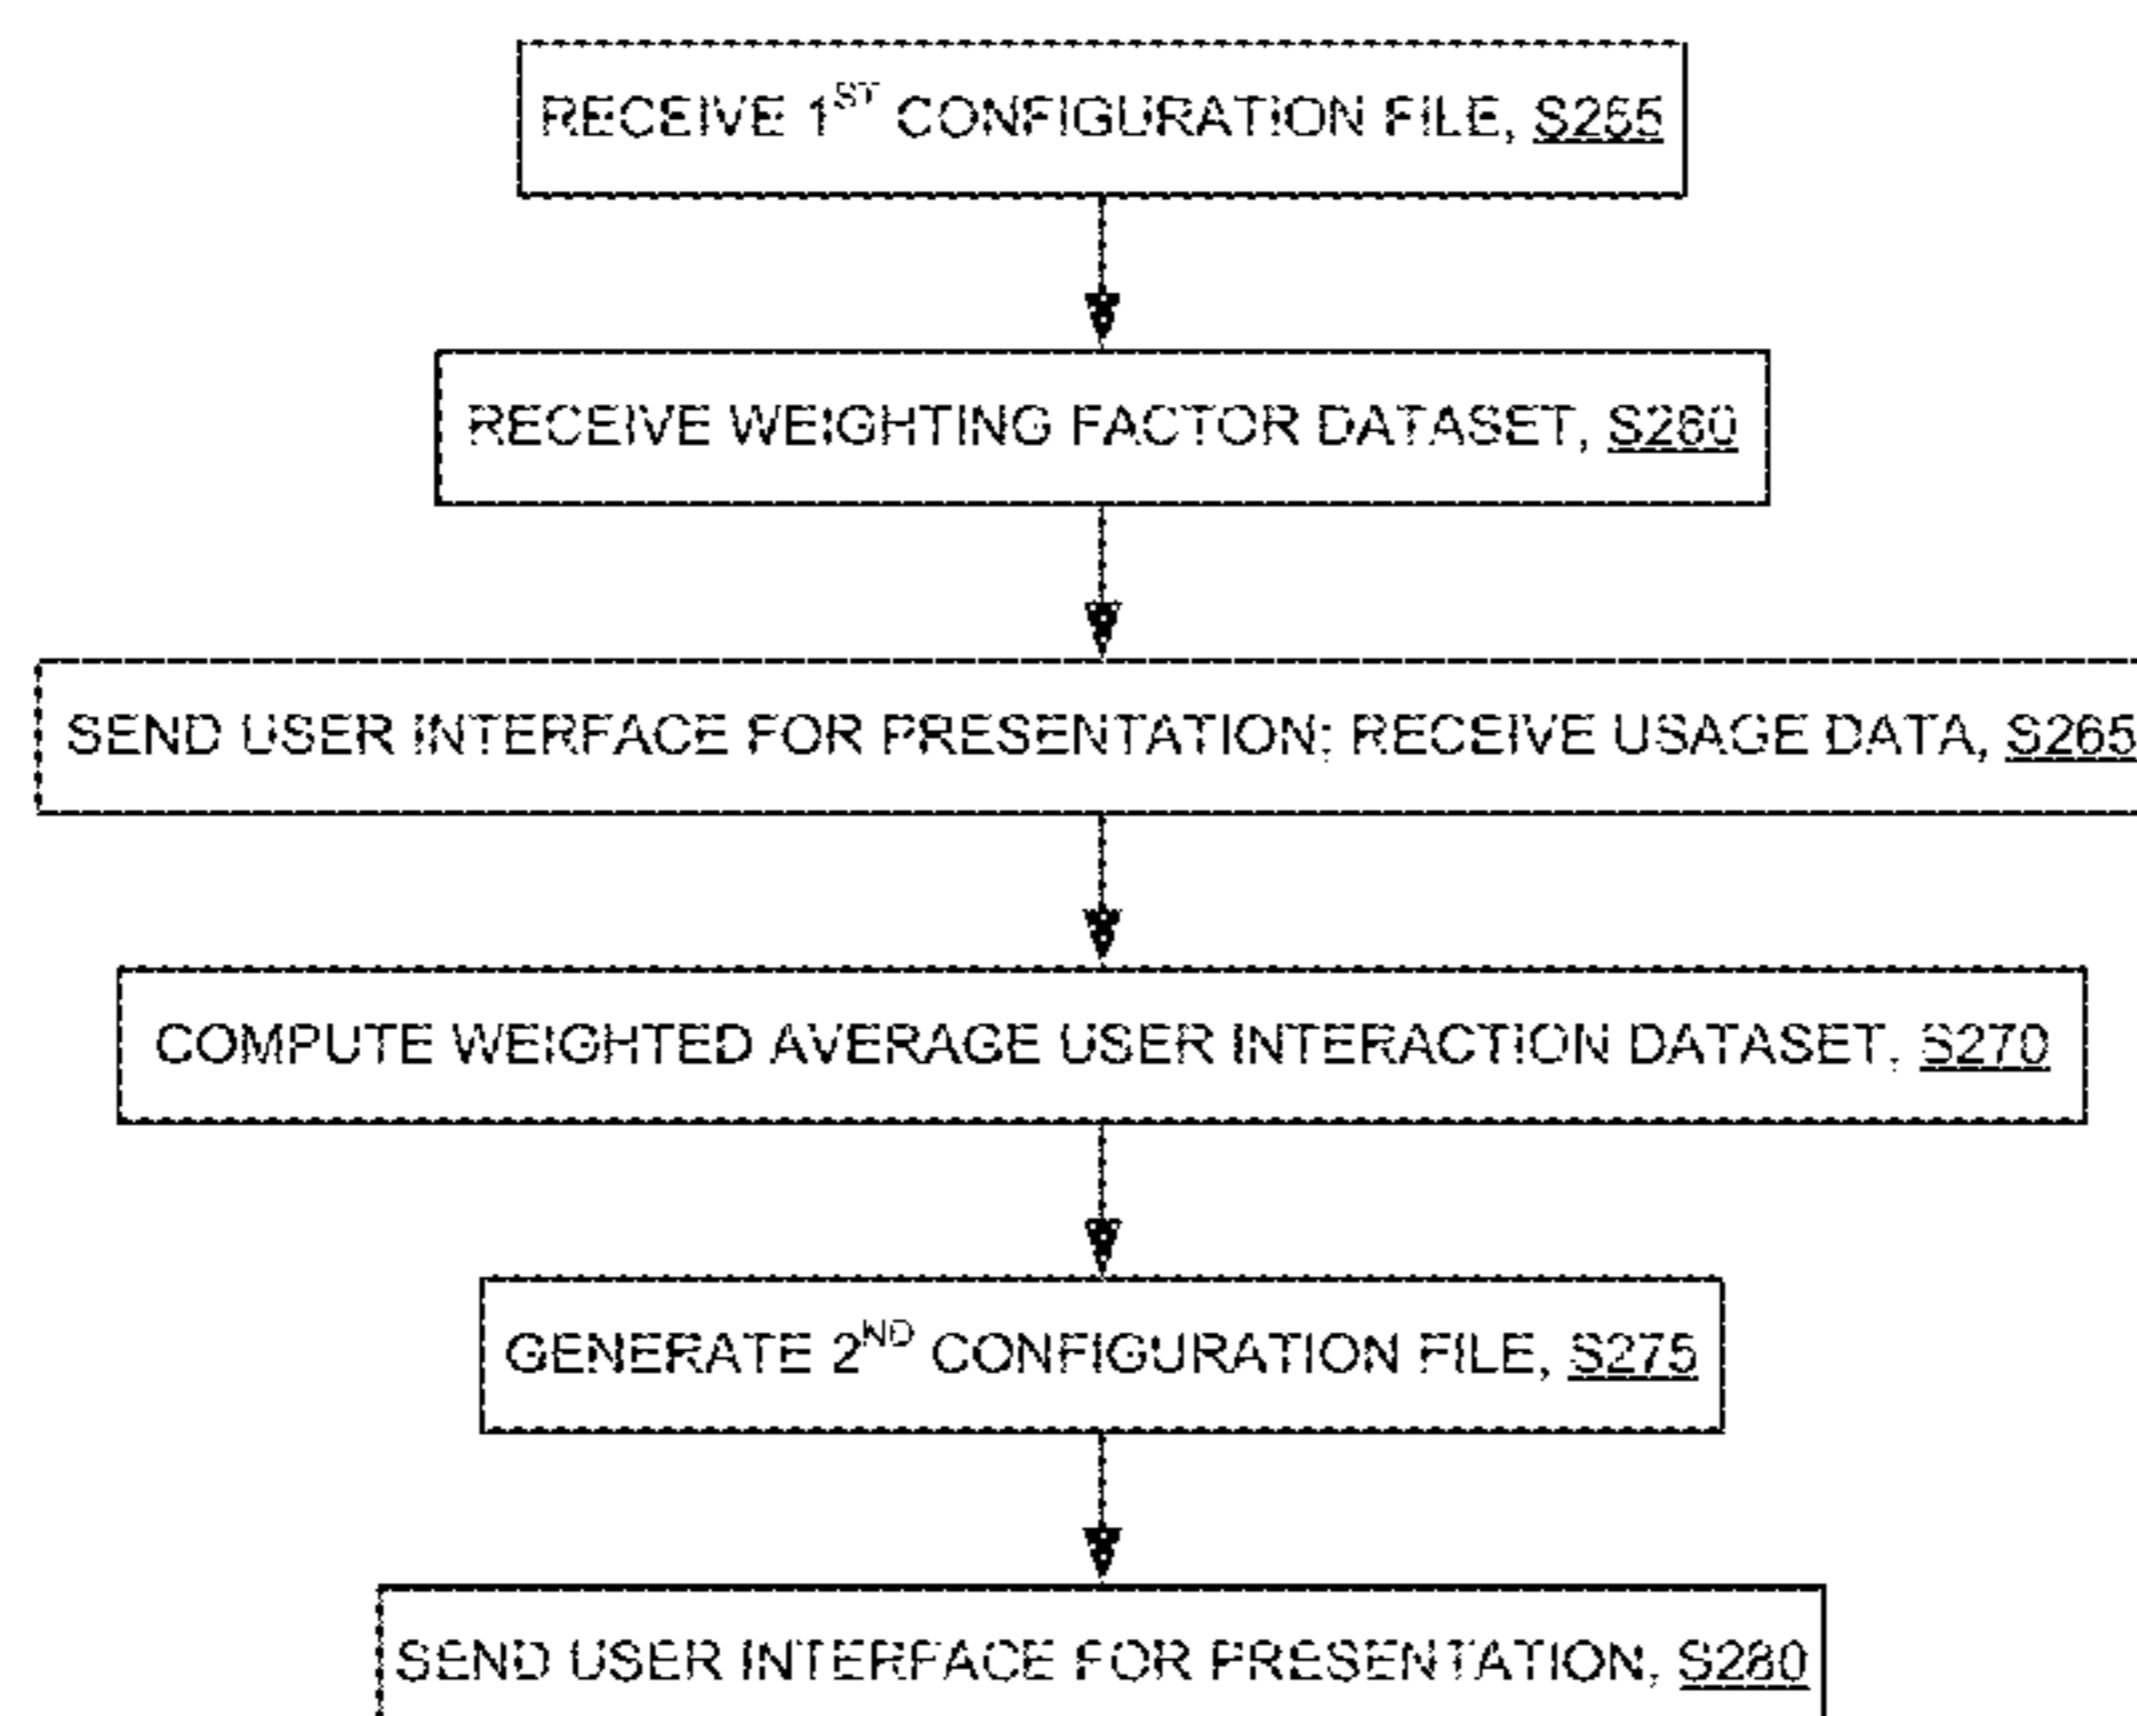 RECEIVE 1ST CONFIGURATION FILE, S255
RECEIVE WEIGHTING FACTOR DATASET, S260
SEND USER INTERFACE FOR PRESENTATION; RECEIVE USAGE DATA, S265
COMPUTE WEIGHTED AVERAGE USER INTERACTION DATASET, S270
GENERATE 2ND CONFIGURATION FILE, S275
SEND USER INTERFACE FOR PRESENTATION, S280